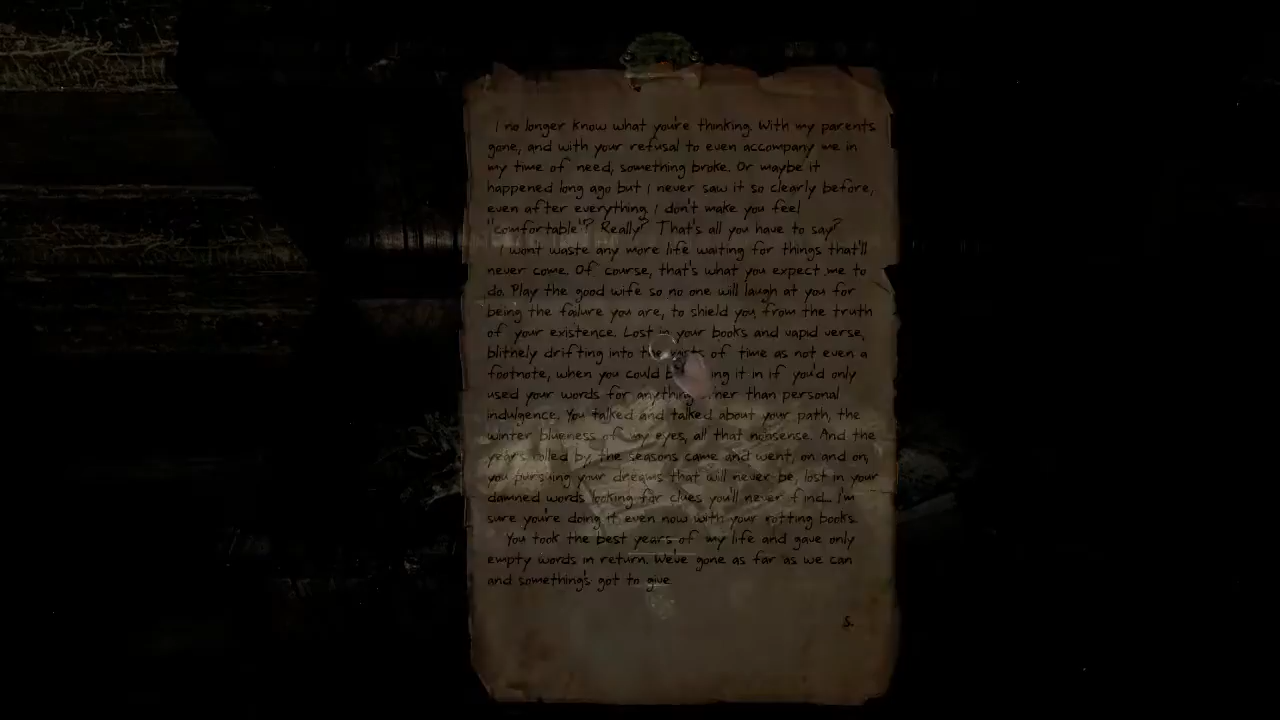 I no longer know what you're thinking. With my parents
gone, and with your refusal to even accompany me in
my time of need, something broke. Or maybe it
happened long ago but I never saw it so clearly before,
even after everything. I don't make you feel
"comfortable"? Really? That's all you have to say?
I won't waste any more life waiting for things that'll
never come. Of course, that's what you expect me to
do. Play the good wife so no one will laugh at you for
being the failure you are, to shield you from the truth
of your existence. Lost in your books and vapid verse,
blithely drifting into the of time as not even a
footnote, when you could it in if you'd only
used your words for anything than personal
indulgence. You talked and talked about your path, the
winter blueness of my eyes, all that nonsense. And the
years rolled by, the seasons came and went, on and on,
you pursuing your dreams that will never be, lost in your
damned words looking for clues you'll never find... I'm
sure you're doing it even now with your rotting books.
You took the best years of my life and gave only
empty words in return. We've gone as far as we can
and something's got to give.
S.